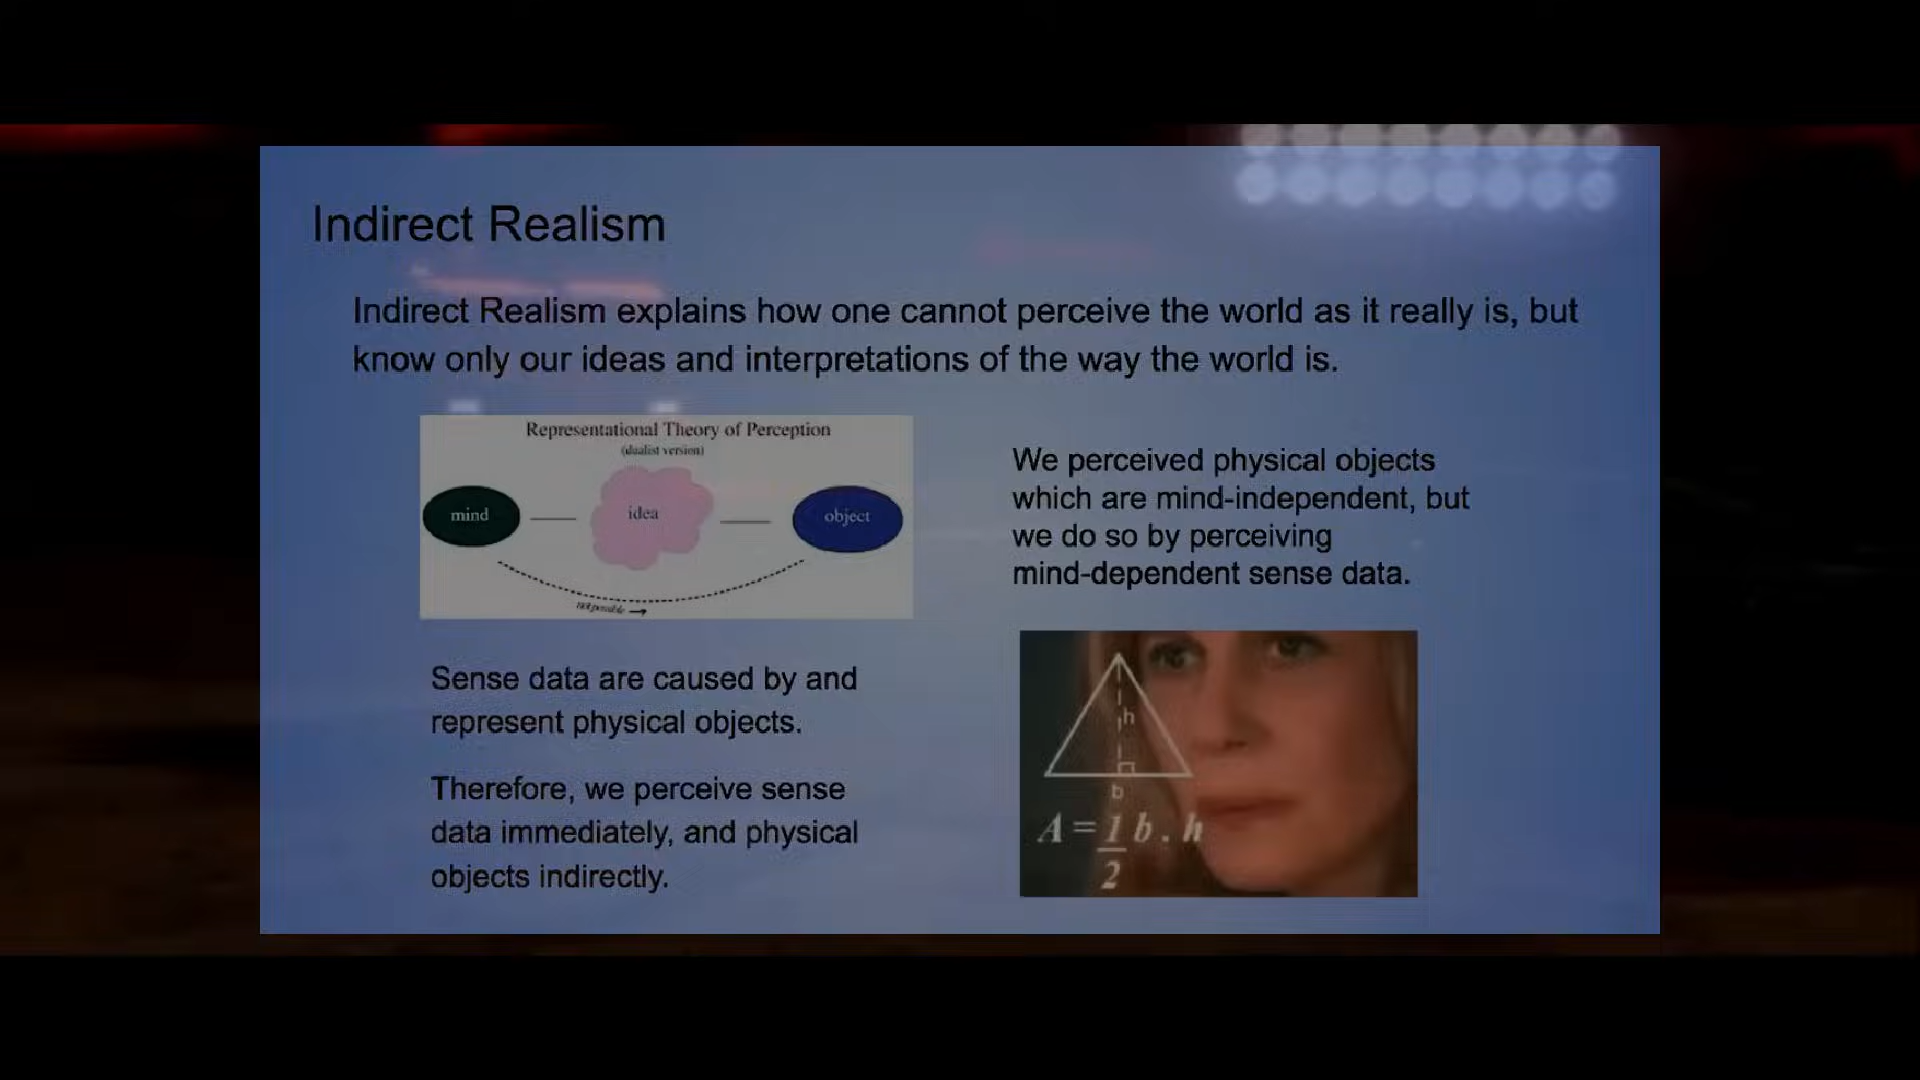 Indirect Realism
Indirect Realism explains how one cannot perceive the world as it really is, but
know only our ideas and interpretations of the way the world is.
Representational Theory of Perception
(dualist version)
mind
idea
object
not possible →
We perceived physical objects
which are mind-independent, but
we do so by perceiving
mind-dependent sense data.
Sense data are caused by and
represent physical objects.
Therefore, we perceive sense
data immediately, and physical
objects indirectly.
h
b
A = 1 b . h
2